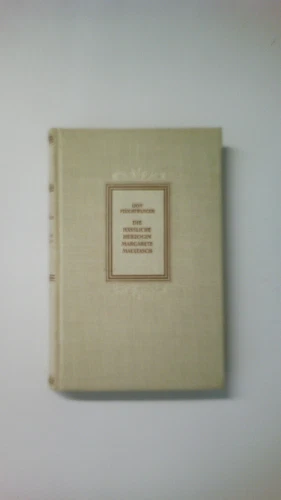 LION
FEUCHTWANGER
DIE
HÄSSLICHE
HERZOGIN
MARGARETE
MAULTASCH